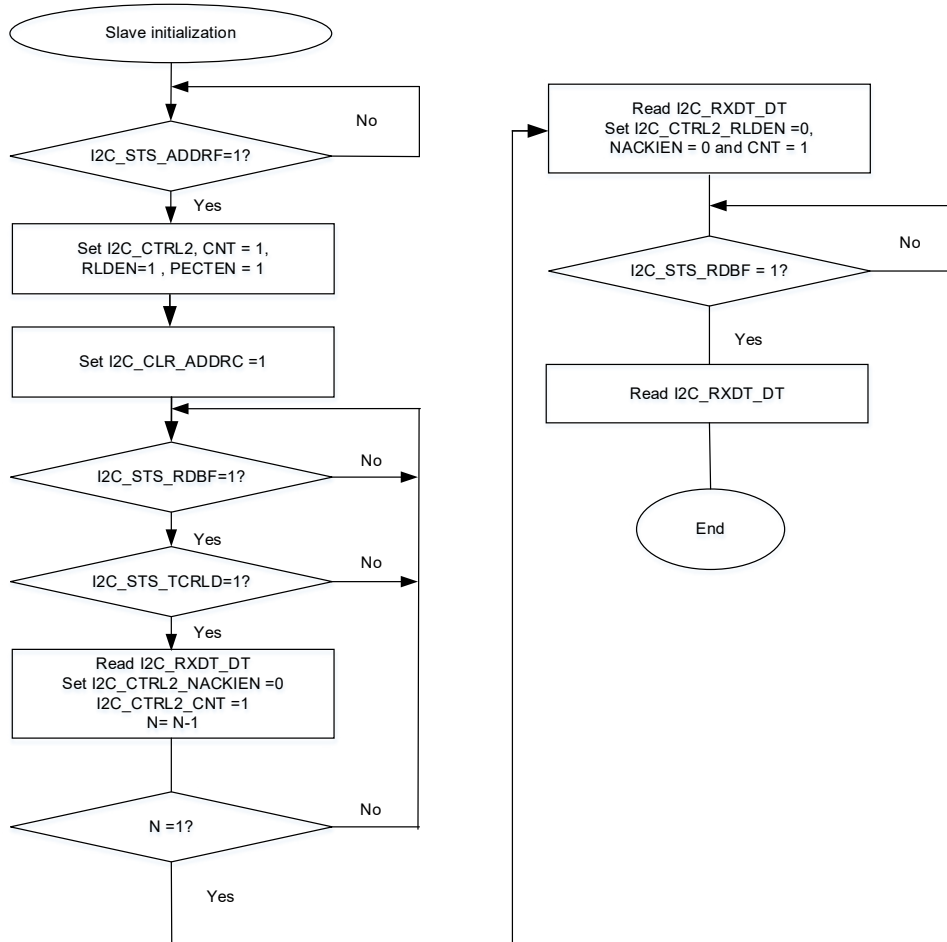 Slave initialization
No
I2C_STS_ADDRF=1?
Yes
Set I2C_CTRL2, CNT = 1,
RLDEN=1 , PECTEN = 1
Set I2C_CLR_ADDRC =1
I2C_STS_RDBF=1?
No
Yes
I2C_STS_TCRLD=1?
No
Yes
Read I2C_RXDT_DT
Set I2C_CTRL2_NACKIEN =0
I2C_CTRL2_CNT =1
N= N-1
N =1?
No
Yes
Read I2C_RXDT_DT
Set I2C_CTRL2_RLDEN =0,
NACKIEN = 0 and CNT = 1
No
I2C_STS_RDBF = 1?
Yes
Read I2C_RXDT_DT
End